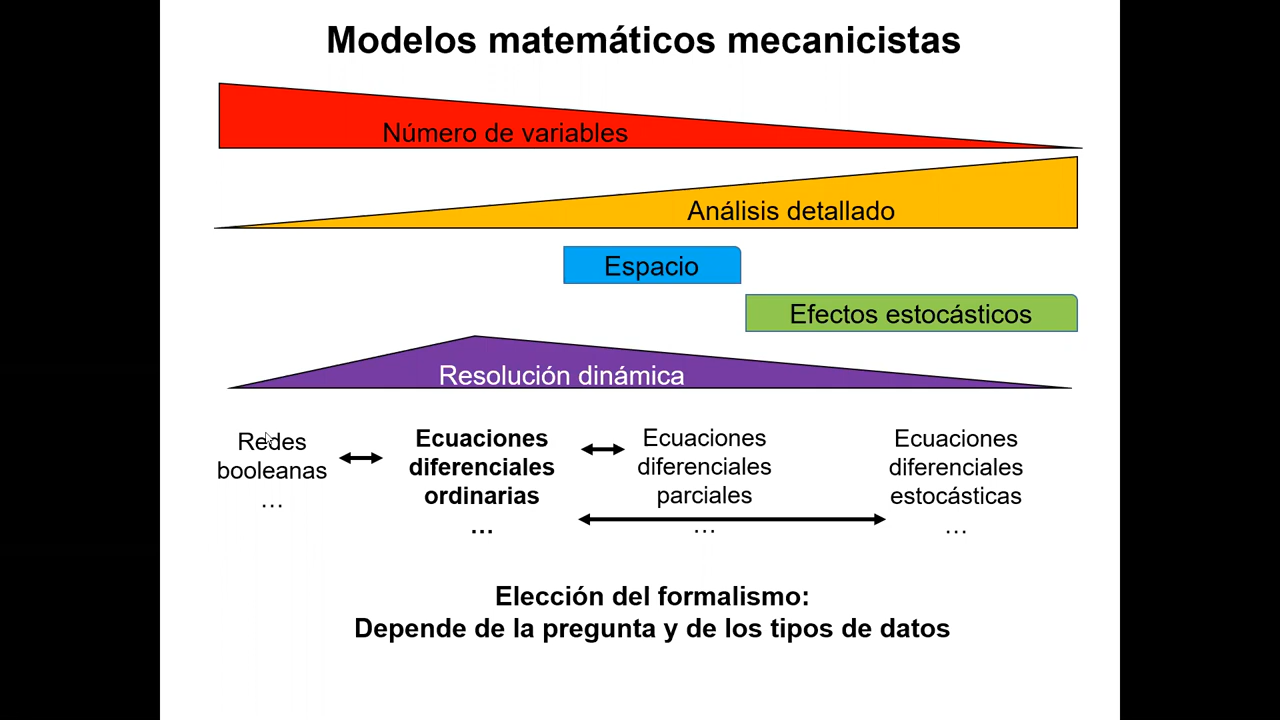 Modelos matemáticos mecanicistas
Número de variables
Análisis detallado
Espacio
Efectos estocásticos
Resolución dinámica
Redes
booleanas
…
Ecuaciones
diferenciales
ordinarias
…
Ecuaciones
diferenciales
parciales
…
Ecuaciones
diferenciales
estocásticas
…
Elección del formalismo:
Depende de la pregunta y de los tipos de datos